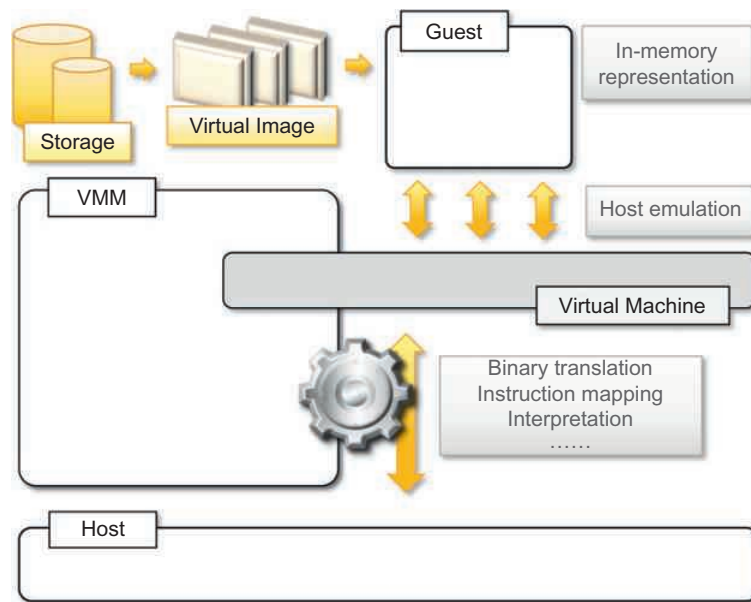 Guest
In-memory
representation
Storage
Virtual Image
VMM
Host emulation
Virtual Machine
Binary translation
Instruction mapping
Interpretation
……
Host